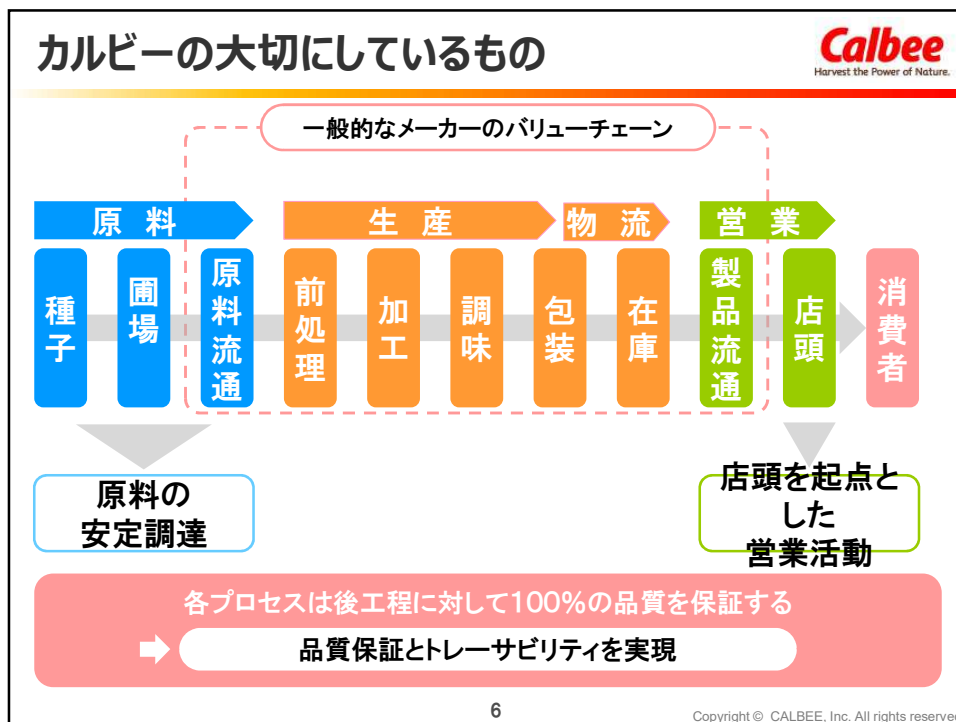 カルビーの大切にしているもの
Calbee
Harvest the Power of Nature.
一般的なメーカーのバリューチェーン
原料
生産
物流
営業
種子
圃場
原料流通
前処理
加工
調味
包装
在庫
製品流通
店頭
消費者
原料の
安定調達
店頭を起点と
した
営業活動
各プロセスは後工程に対して100%の品質を保証する
品質保証とトレーサビリティを実現
6
Copyright © CALBEE, Inc. All rights reserved